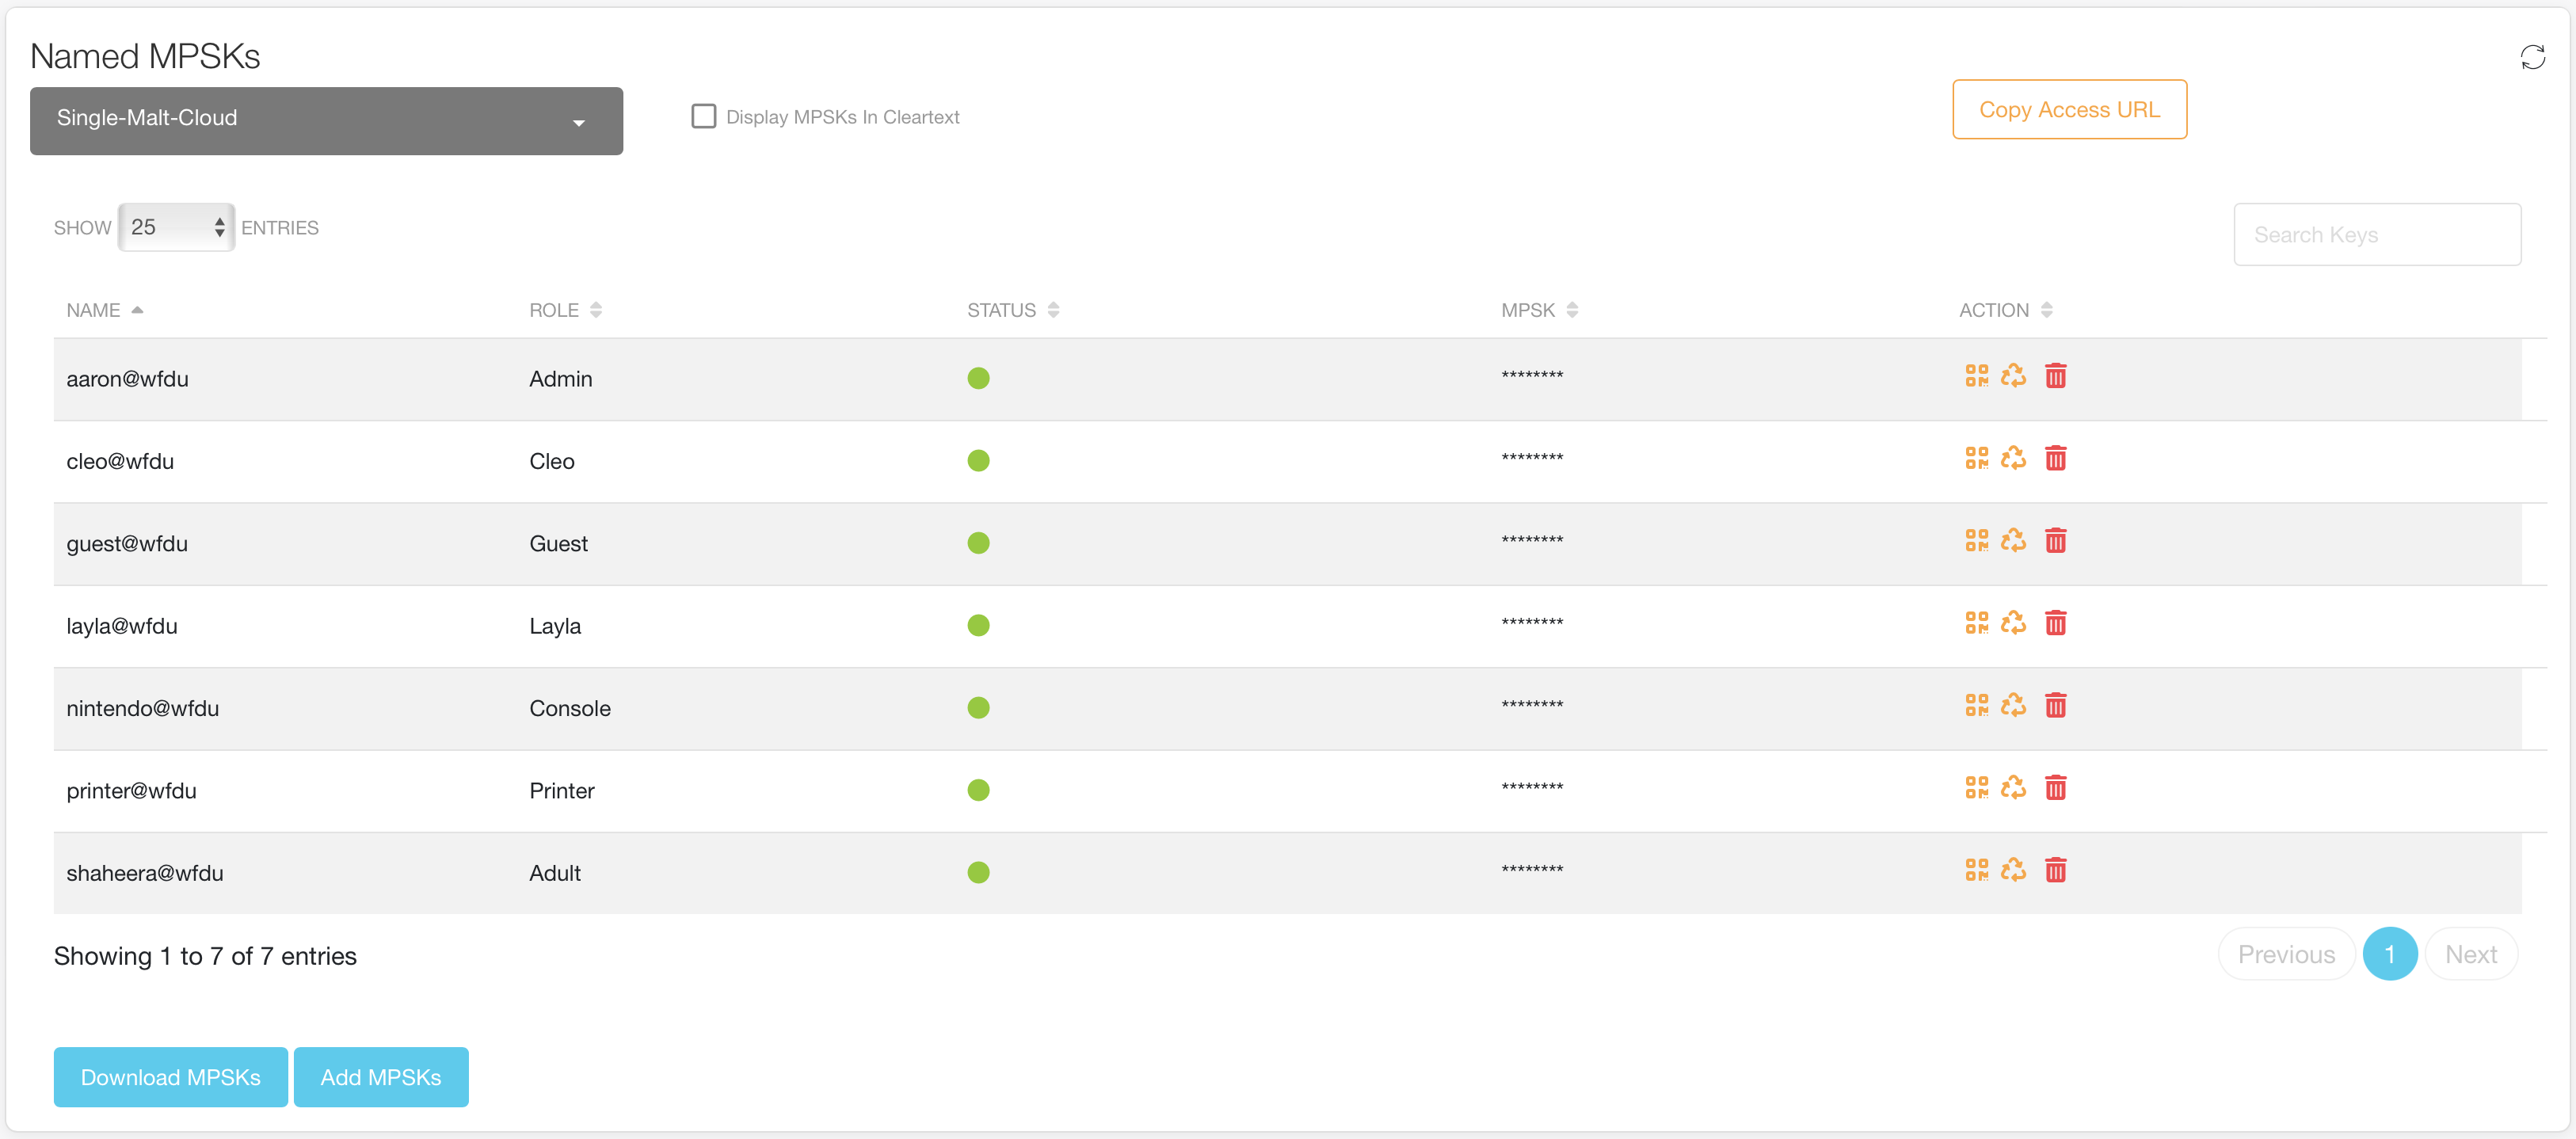 Named MPSKs
Single-Malt-Cloud
Display MPSKs In Cleartext
Copy Access URL
SHOW 25 ENTRIES
Search Keys
NAME ROLE STATUS MPSK ACTION
aaron@wfdu Admin ********
cleo@wfdu Cleo ********
guest@wfdu Guest ********
layla@wfdu Layla ********
nintendo@wfdu Console ********
printer@wfdu Printer ********
shaheera@wfdu Adult ********
Showing 1 to 7 of 7 entries
Previous 1 Next
Download MPSKs Add MPSKs